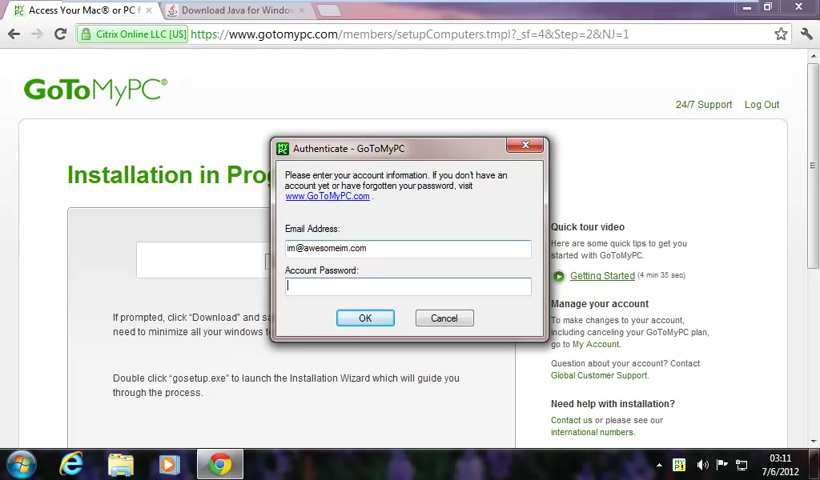 Access Your Mac® or PC f
Download Java for Window
Citrix Online LLC [US]
https://www.gotomypc.com/members/setupComputers.tmpl?_sf=4&Step=2&NJ=1
GoToMyPC®
24/7 Support
Log Out
Installation in Prog
Authenticate - GoToMyPC
Please enter your account information. If you don't have an
account yet or have forgotten your password, visit
www.GoToMyPC.com .
Email Address:
im@awesomeim.com
Account Password:
OK
Cancel
If prompted, click “Download” and sa
need to minimize all your windows t
Double click “gosetup.exe” to launch the Installation Wizard which will guide you
through the process.
Quick tour video
Here are some quick tips to get you
started with GoToMyPC.
Getting Started (4 min 35 sec)
Manage your account
To make changes to your account,
including canceling your GoToMyPC plan,
go to My Account.
Question about your account? Contact
Global Customer Support.
Need help with installation?
Contact us or please see our
international numbers.
MY
PC
03:11
7/6/2012